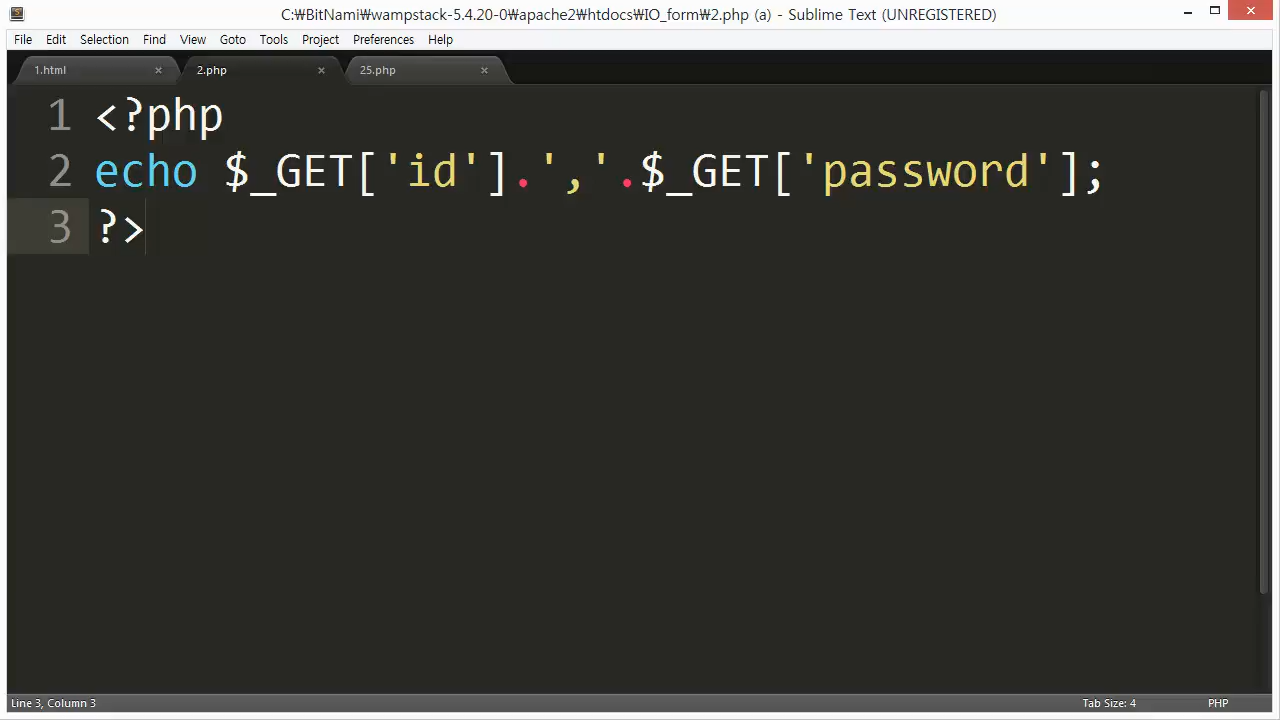 C:₩BitNami₩wampstack-5.4.20-0₩apache2₩htdocs₩IO_form₩2.php (a) - Sublime Text (UNREGISTERED)
File Edit Selection Find View Goto Tools Project Preferences Help
1.html × 2.php × 25.php ×
1 <?php
2 echo $_GET['id'].','.$_GET['password'];
3 ?>
Line 3, Column 3 Tab Size: 4 PHP